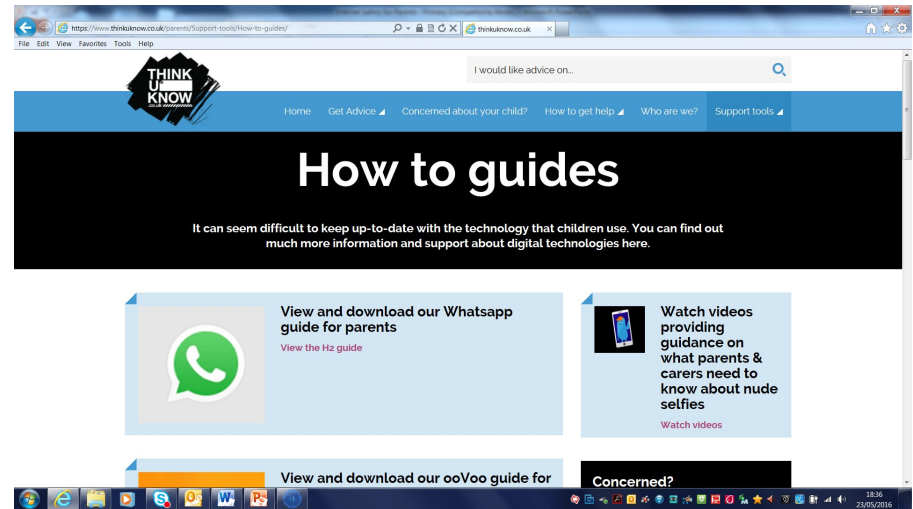 https://www.thinkuknow.co.uk/parents/Support-tools/How-to-guides/
thinkuknow.co.uk
File Edit View Favorites Tools Help
THINK
U
KNOW
.co.uk
I would like advice on...
Home Get Advice Concerned about your child? How to get help Who are we? Support tools
How to guides
It can seem difficult to keep up-to-date with the technology that children use. You can find out
much more information and support about digital technologies here.
View and download our Whatsapp
guide for parents
View the H2 guide
Watch videos
providing
guidance on
what parents &
carers need to
know about nude
selfies
Watch videos
View and download our ooVoo guide for
Concerned?
18:36
23/05/2016